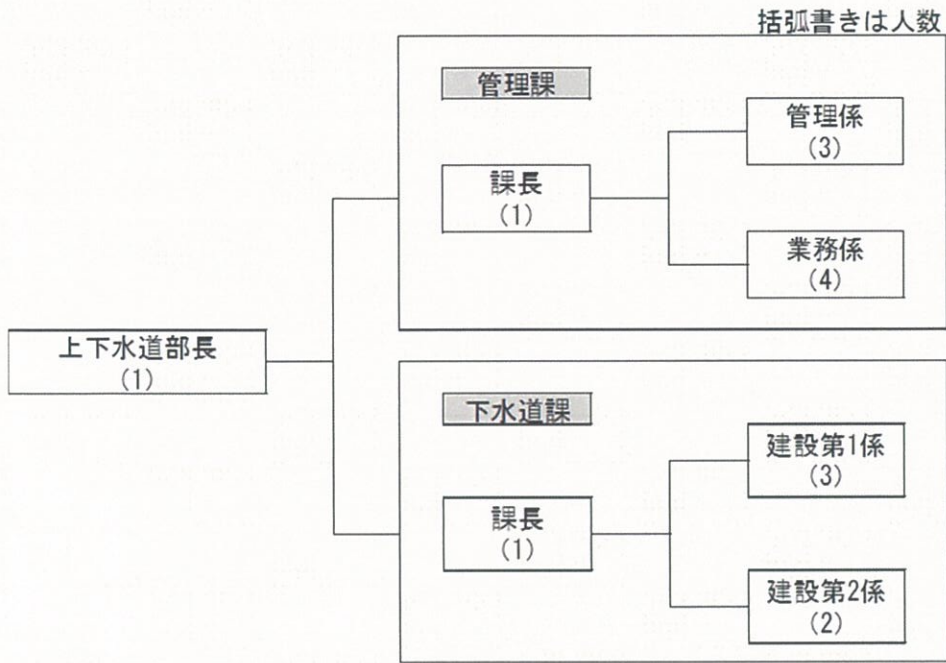 括弧書きは人数
管理課
管理係
(3)
課長
(1)
業務係
(4)
上下水道部長
(1)
下水道課
建設第1係
(3)
課長
(1)
建設第2係
(2)